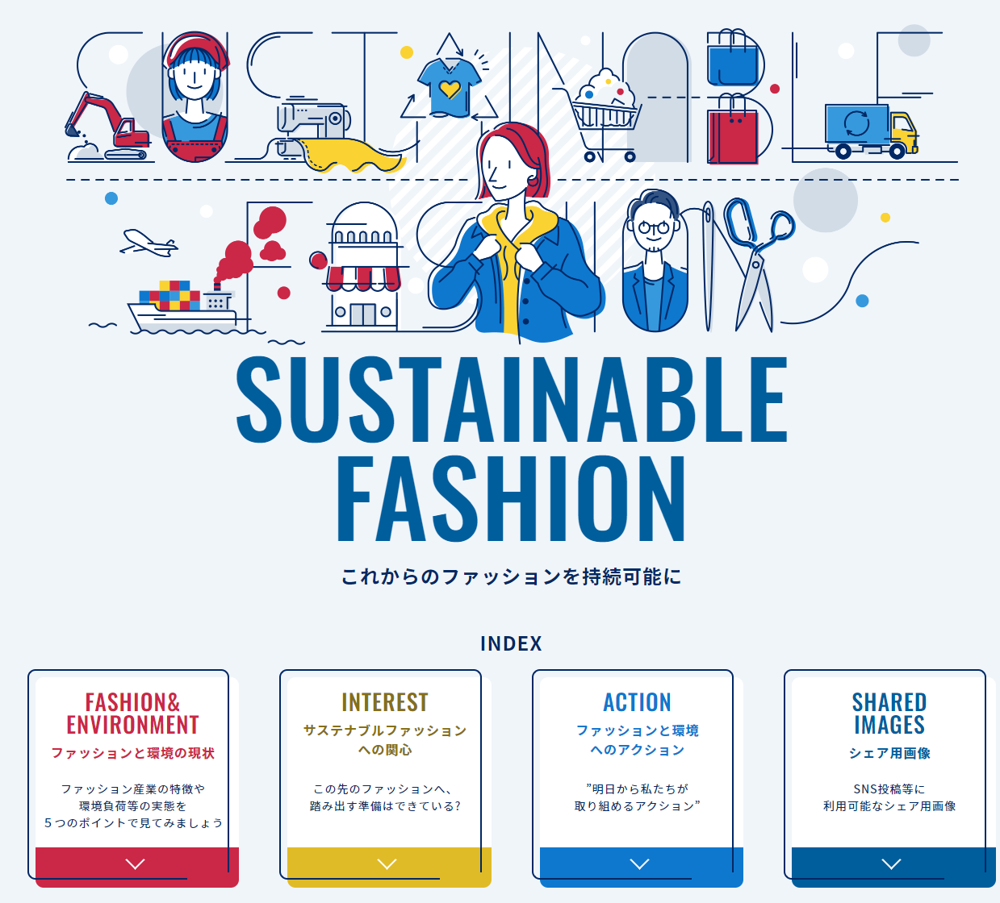 SUSTAINABLE
FASHION
SUSTAINABLE
FASHION
これからのファッションを持続可能に
INDEX
FASHION&
ENVIRONMENT
ファッションと環境の現状
ファッション産業の特徴や
環境負荷等の実態を
５つのポイントで見てみましょう
INTEREST
サステナブルファッション
への関心
この先のファッションへ、
踏み出す準備はできている?
ACTION
ファッションと環境
へのアクション
”明日から私たちが
取り組めるアクション”
SHARED
IMAGES
シェア用画像
SNS投稿等に
利用可能なシェア用画像